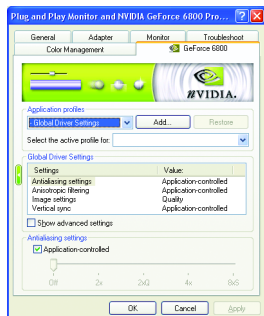 Plug and Play Monitor and NVIDIA GeForce 6800 Pro...
General Adapter Monitor Troubleshoot
Color Management GeForce 6800
NVIDIA.
Application profiles
- Global Driver Settings Add... Restore
Select the active profile for:
Global Driver Settings
Settings Value:
Antialiasing settings Application-controlled
Anisotropic filtering Application-controlled
Image settings Quality
Vertical sync Application-controlled
Show advanced settings
Antialiasing settings
Application-controlled
Off 2x 2xQ 4x 8xS
OK Cancel Apply